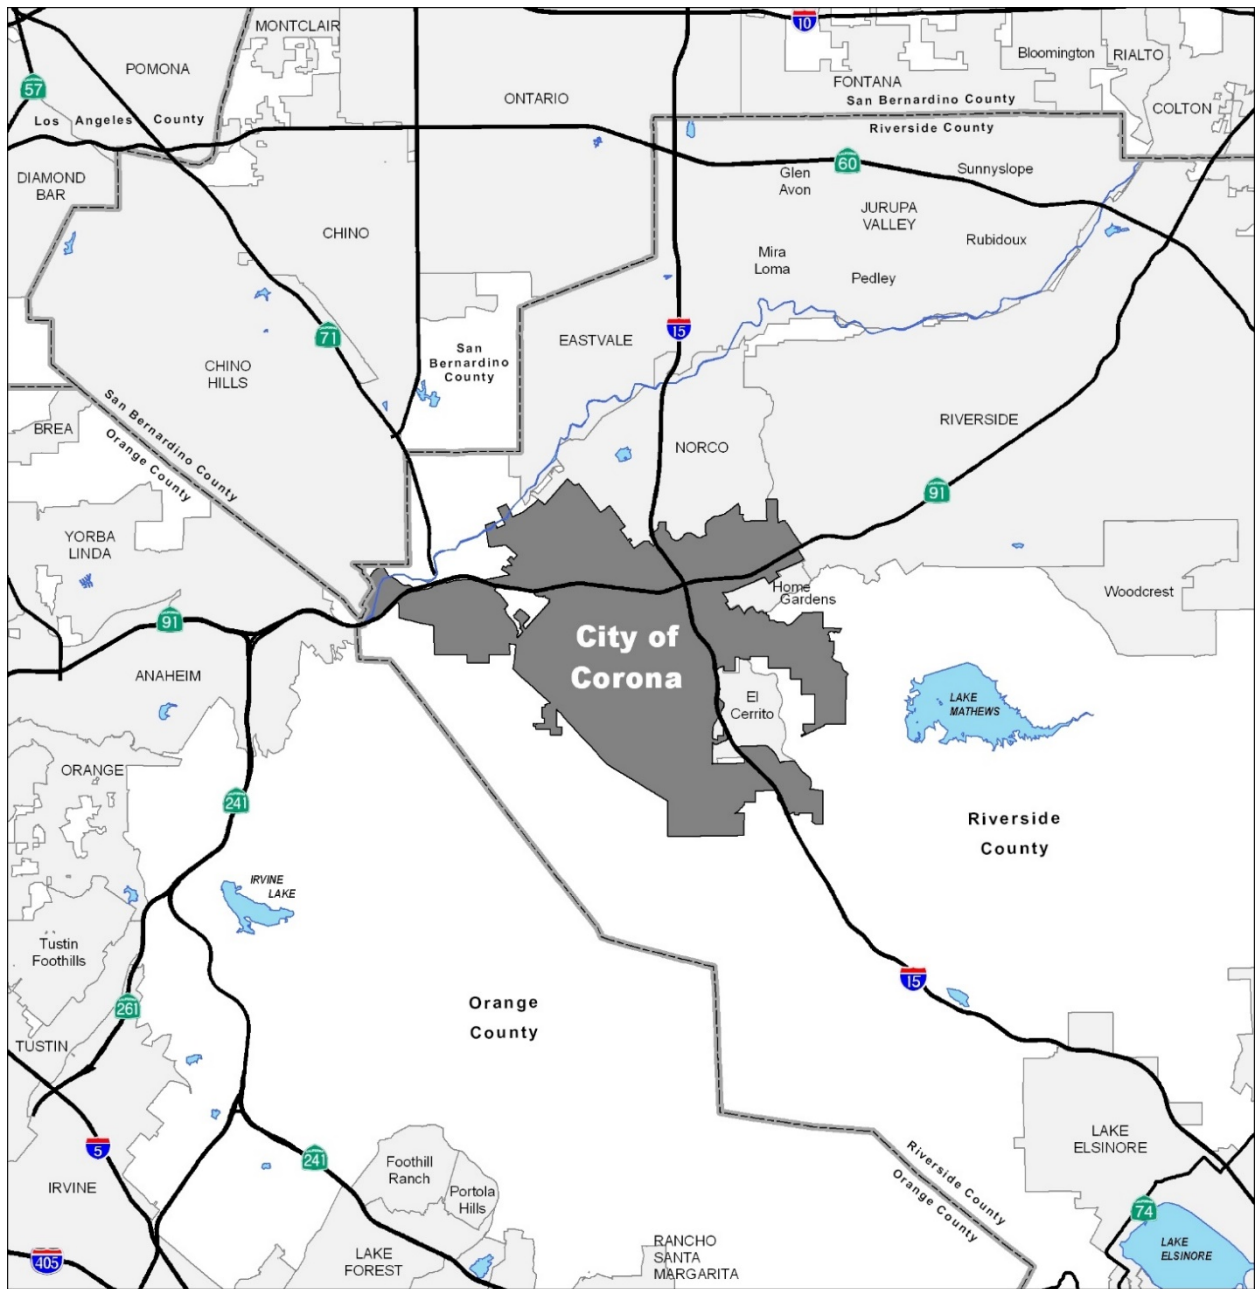 10
MONTCLAIR
POMONA
57
Los Angeles County
ONTARIO
FONTANA
Bloomington
RIALTO
COLTON
San Bernardino County
Riverside County
DIAMOND
BAR
CHINO
60
Glen
Avon
Sunnyslope
JURUPA
VALLEY
Rubidoux
Mira
Loma
Pedley
71
15
EASTVALE
San
Bernardino
County
CHINO
HILLS
San Bernardino County
Orange County
BREA
NORCO
RIVERSIDE
91
YORBA
LINDA
91
Home
Gardens
Woodcrest
City of
Corona
ANAHEIM
El
Cerrito
LAKE
MATHEWS
ORANGE
241
Riverside
County
IRVINE
LAKE
Tustin
Foothills
15
261
Orange
County
TUSTIN
5
241
Foothill
Ranch
Portola
Hills
IRVINE
Riverside County
Orange County
LAKE
ELSINORE
74
LAKE
ELSINORE
405
LAKE
FOREST
RANCHO
SANTA
MARGARITA